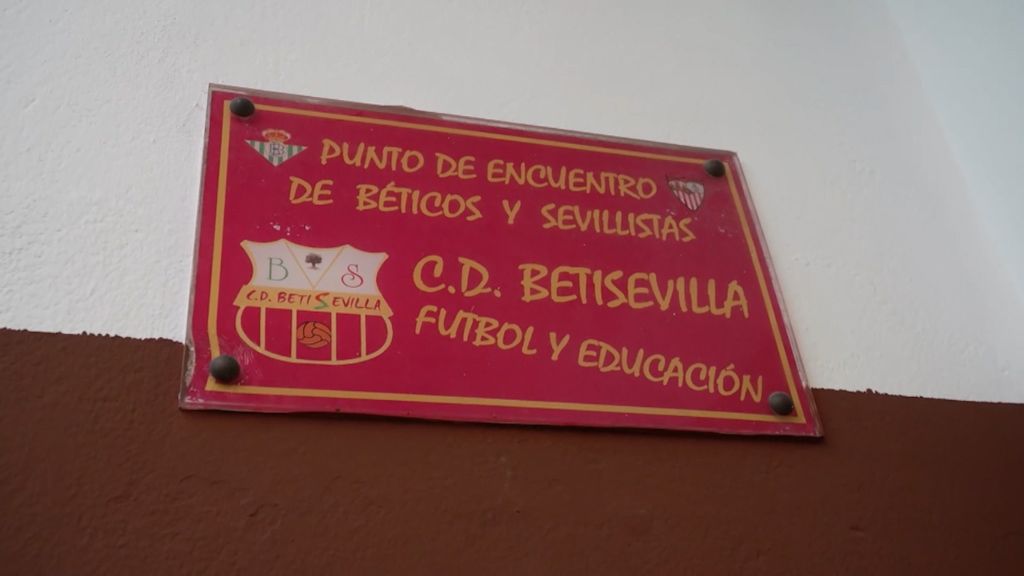 PUNTO DE ENCUENTRO
DE BÉTICOS Y SEVILLISTAS
B S
C.D. BETISEVILLA
C.D. BETISEVILLA
FUTBOL Y EDUCACIÓN